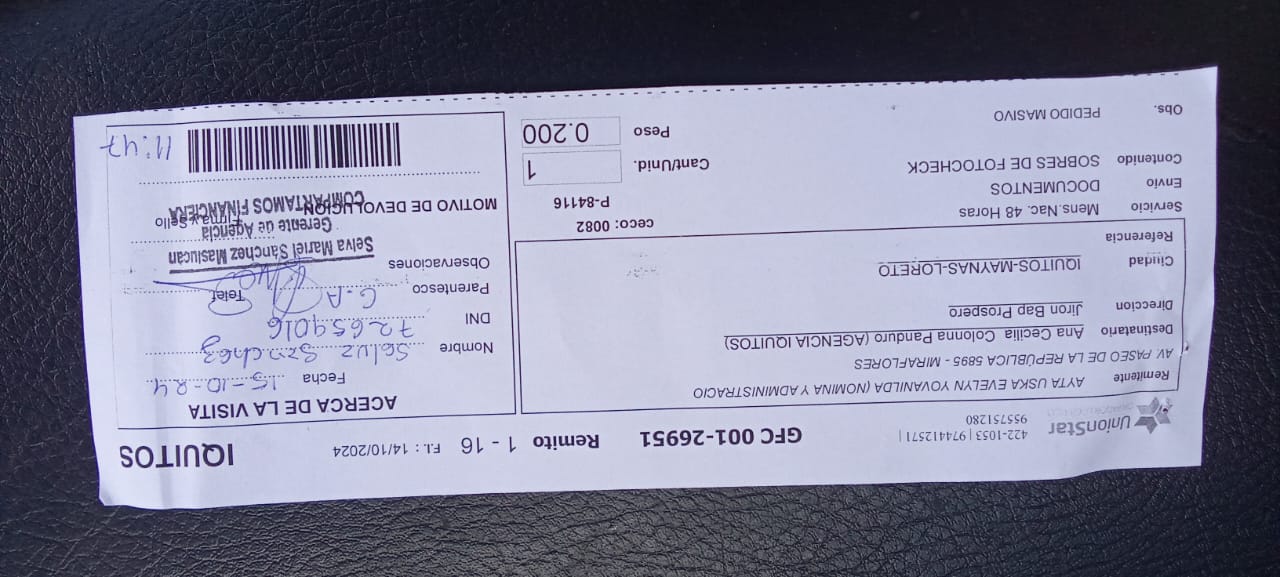 UnionStar
422-1053 | 974412571 |
955751280
GFC 001-26951
Remito 1 - 16 F.I. : 14/10/2024
IQUITOS
Remitente AYTA USKA EVELYN YOVANILDA (NOMINA Y ADMINISTRACIO
AV. PASEO DE LA REPÚBLICA 5895 - MIRAFLORES
Destinatario Ana Cecilia Colonna Panduro (AGENCIA IQUITOS)
Direccion Jiron Bap Prospero
Ciudad IQUITOS-MAYNAS-LORETO
Referencia
Servicio Mens.Nac. 48 Horas
ceco: 0082
Envio DOCUMENTOS
P-84116
Contenido SOBRES DE FOTOCHECK
Cant/Unid. 1
Peso 0.200
Obs. PEDIDO MASIVO
ACERCA DE LA VISITA
Fecha 15-10-24
Nombre Sanchez
DNI 72659016
Parentesco G.A Telef
Observaciones
Selva Mariel Sánchez Maslucan
Gerente de Agencia
Firma y Sello
COMPARTAMOS FINANCIERA
MOTIVO DE DEVOLUCION
11:47